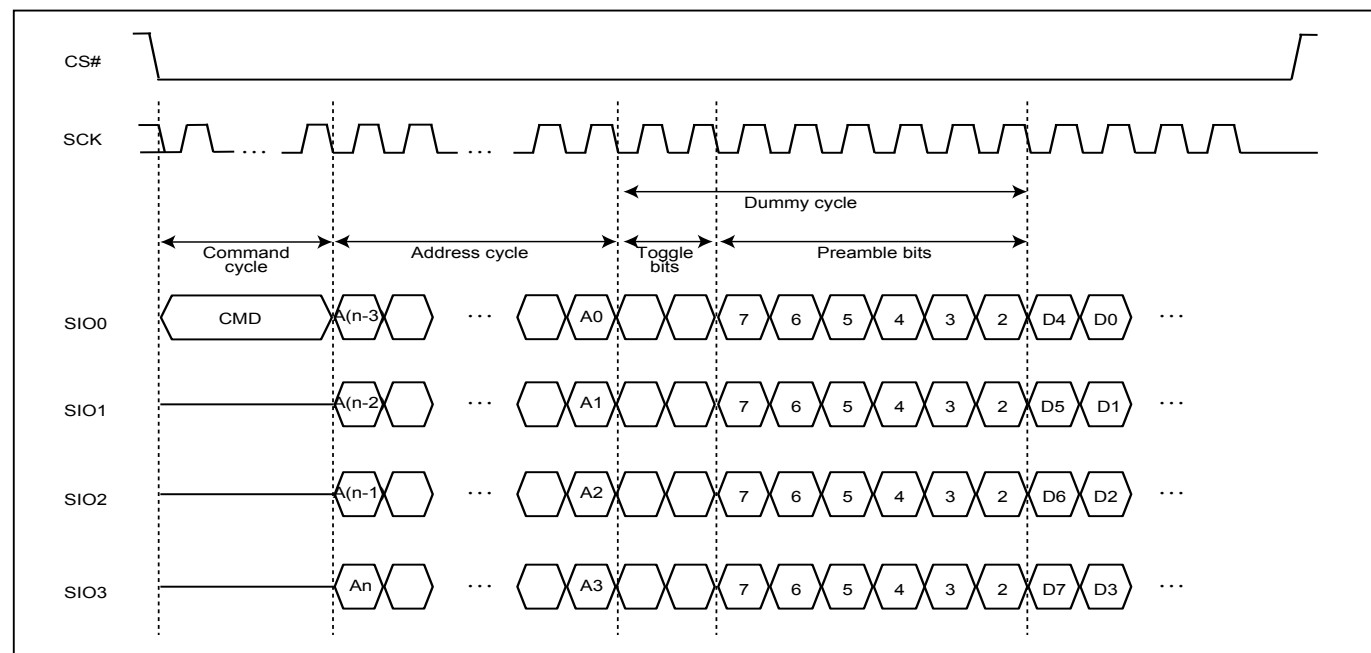 CS#
SCK ... ...
Dummy cycle
Command cycle Address cycle Toggle bits Preamble bits
SIO0 CMD A(n-3) ... A0 7 6 5 4 3 2 D4 D0 ...
SIO1 A(n-2) ... A1 7 6 5 4 3 2 D5 D1 ...
SIO2 A(n-1) ... A2 7 6 5 4 3 2 D6 D2 ...
SIO3 An ... A3 7 6 5 4 3 2 D7 D3 ...